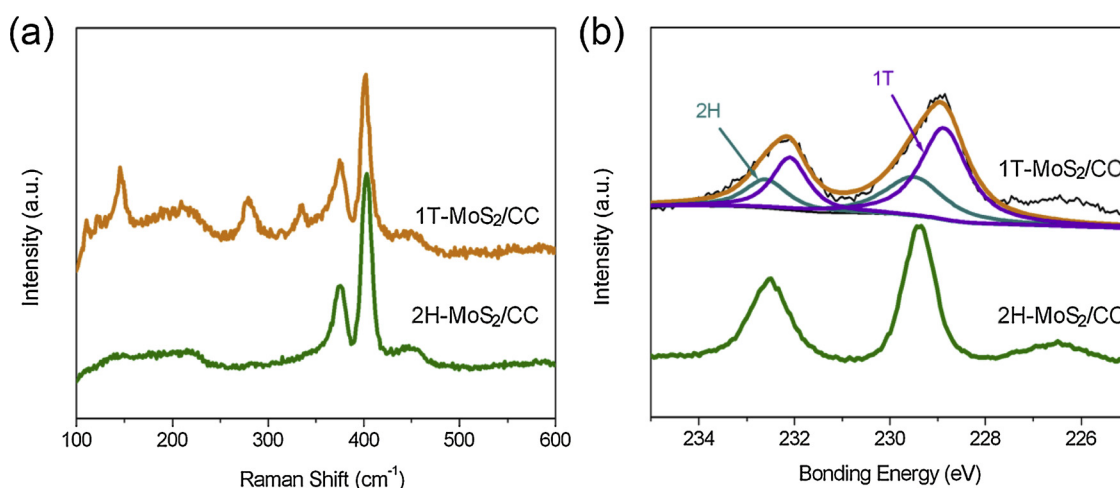 (a)
Intensity (a.u.)
1T-MoS₂/CC
2H-MoS₂/CC
100 200 300 400 500 600
Raman Shift (cm⁻¹)
(b)
Intensity (a.u.)
1T
2H
1T-MoS₂/CC
2H-MoS₂/CC
234 232 229 228 226
Bonding Energy (eV)